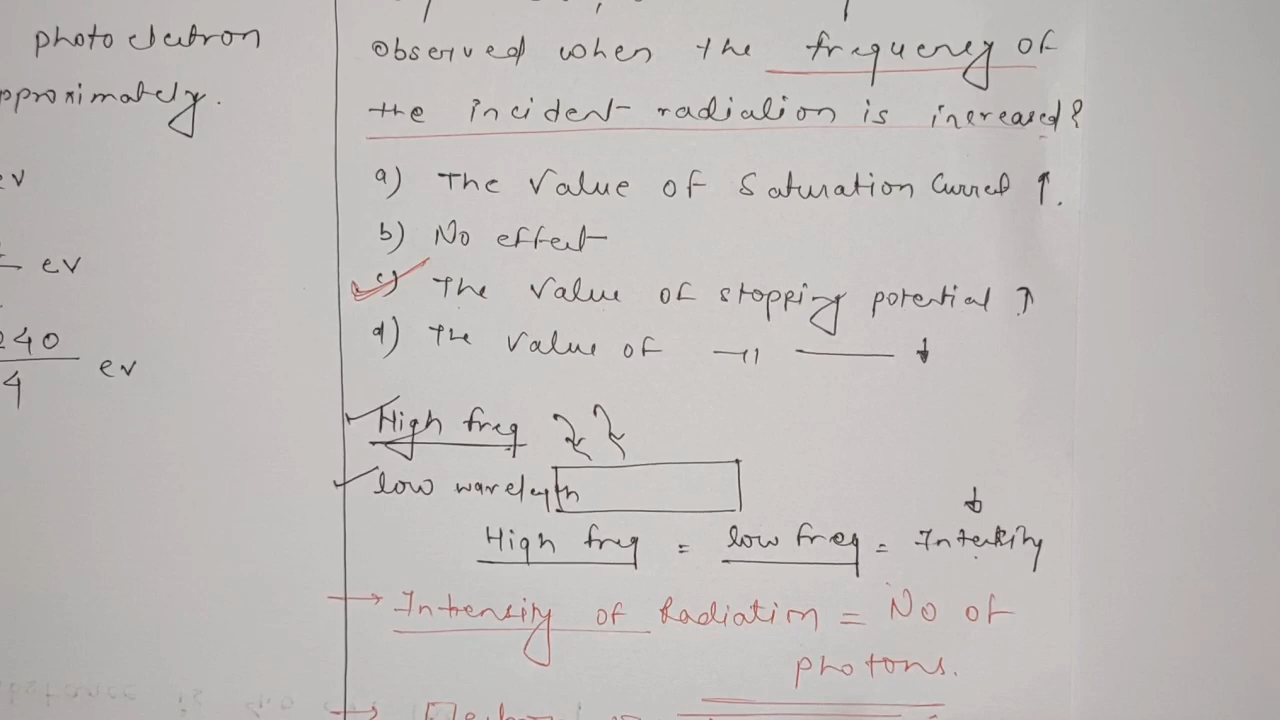 photo electron
pproximately.
ev
ev
240
4
ev
observed when the frequency of
the incident radiation is increased?
a) The value of saturation current ↑.
b) No effect
c) The value of stopping potential ↑
d) The value of —11 —— ↓
High freq
low wavelength
↓
High freq = low freq = Intensity
→ Intensity of Radiation = No of
photons.
→